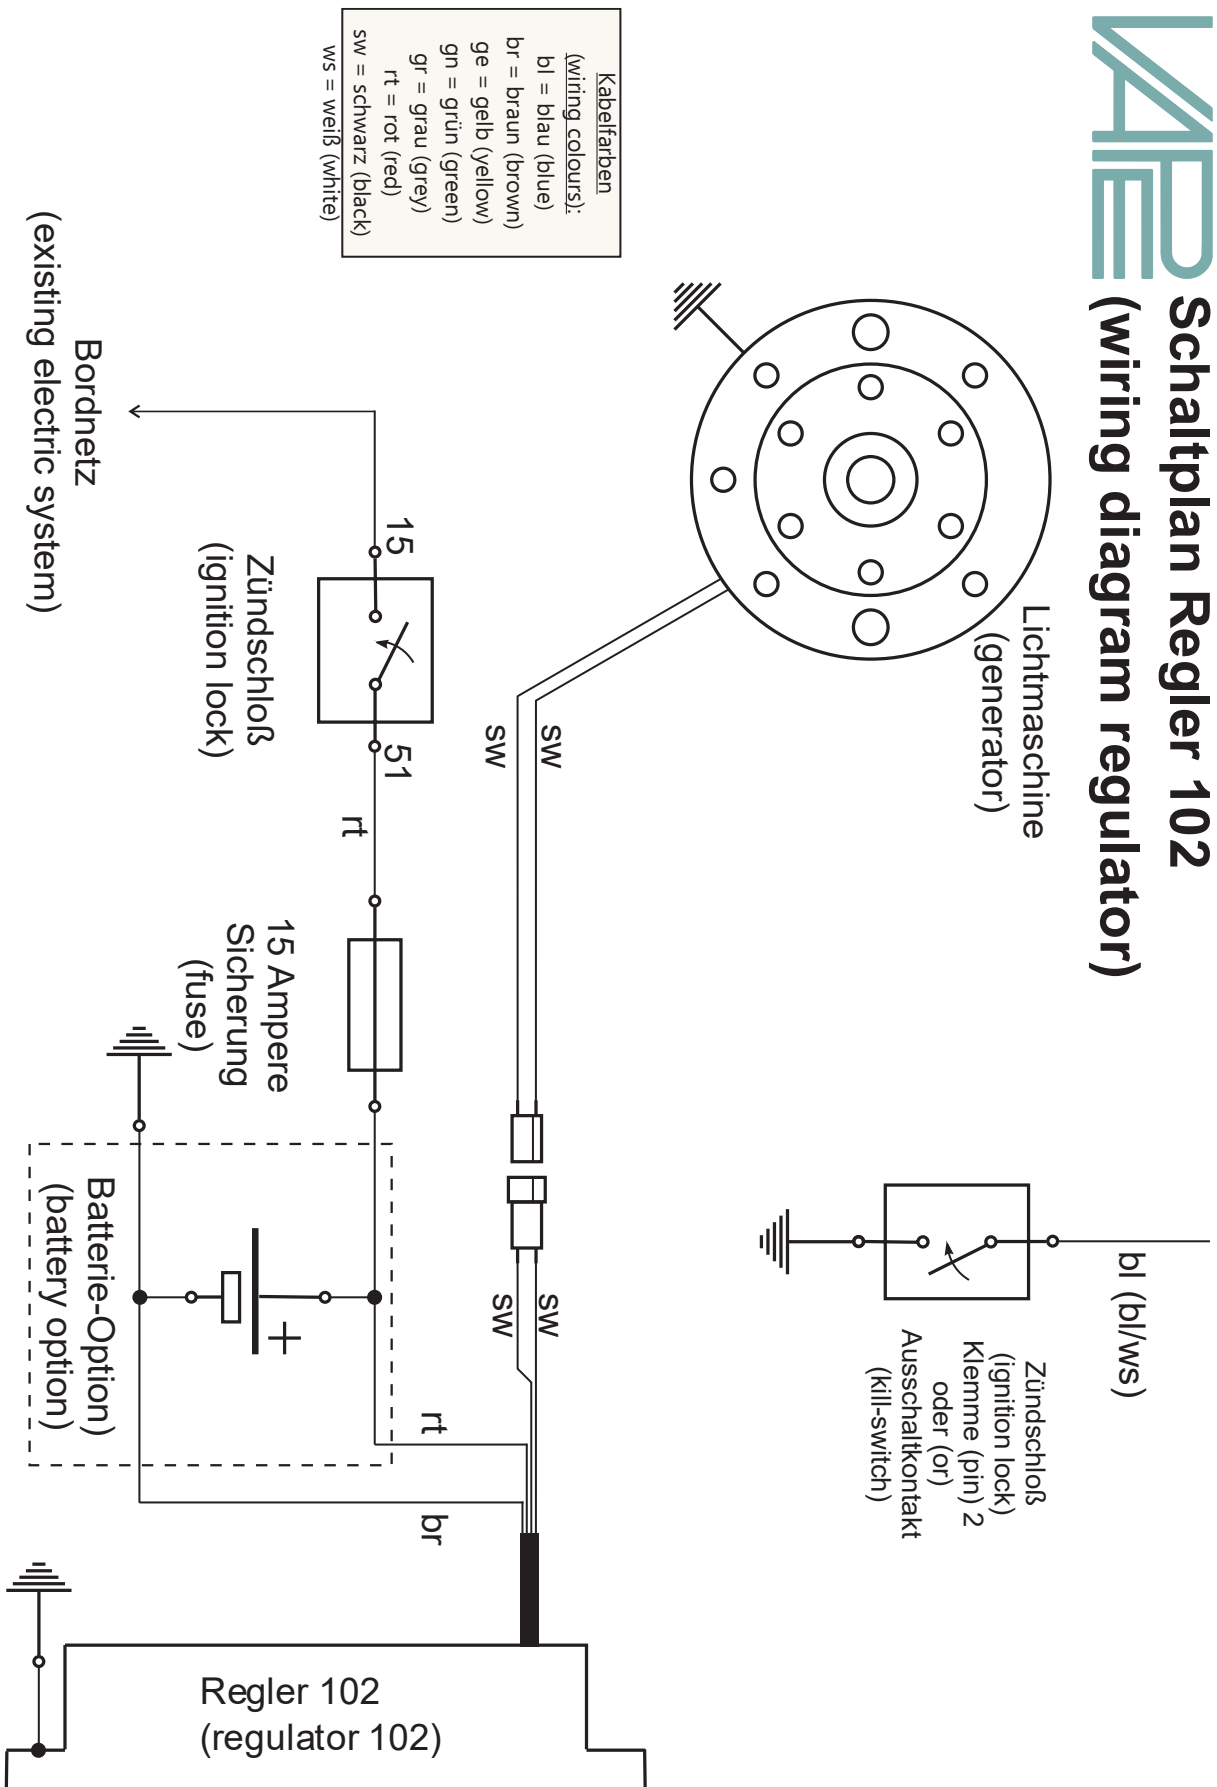 VAPE
Schaltplan Regler 102
(wiring diagram regulator)
Kabelfarben
(wiring colours):
bl = blau (blue)
br = braun (brown)
ge = gelb (yellow)
gn = grün (green)
gr = grau (grey)
rt = rot (red)
sw = schwarz (black)
ws = weiß (white)
Lichtmaschine
(generator)
bl (bl/ws)
Zündschloß
(ignition lock)
Klemme (pin) 2
oder (or)
Ausschaltkontakt
(kill-switch)
sw
sw
sw
sw
Bordnetz
(existing electric system)
15
51
Zündschloß
(ignition lock)
rt
15 Ampere
Sicherung
(fuse)
+
Batterie-Option)
(battery option)
rt
br
Regler 102
(regulator 102)